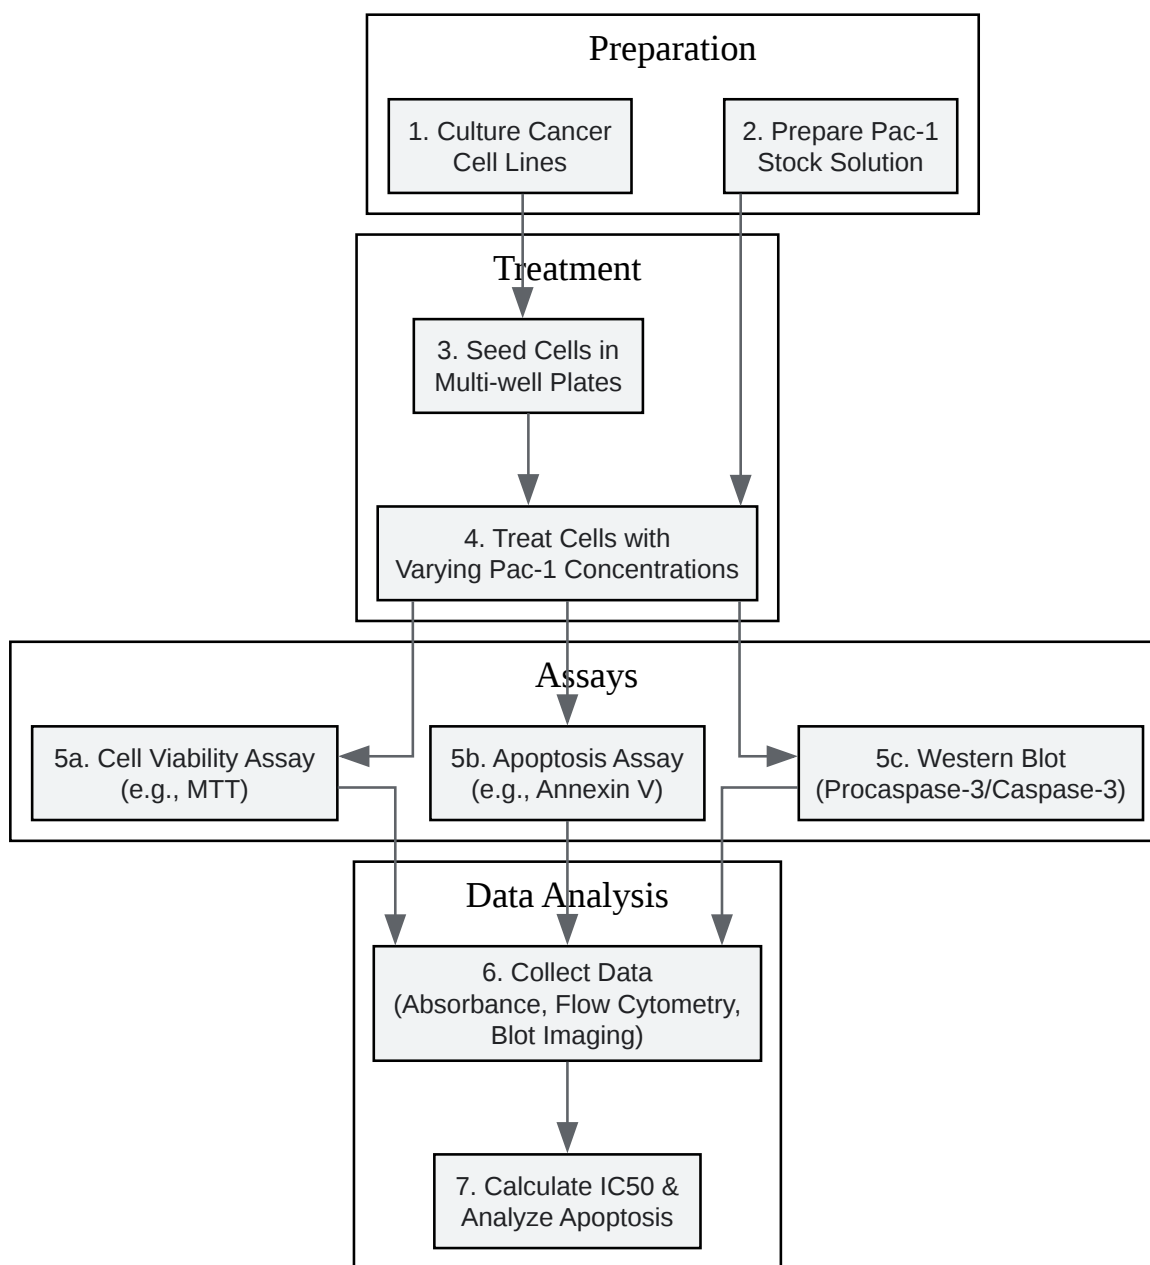 Preparation
1. Culture Cancer
Cell Lines
2. Prepare Pac-1
Stock Solution
Treatment
3. Seed Cells in
Multi-well Plates
4. Treat Cells with
Varying Pac-1 Concentrations
Assays
5a. Cell Viability Assay
(e.g., MTT)
5b. Apoptosis Assay
(e.g., Annexin V)
5c. Western Blot
(Procaspase-3/Caspase-3)
Data Analysis
6. Collect Data
(Absorbance, Flow Cytometry,
Blot Imaging)
7. Calculate IC50 &
Analyze Apoptosis